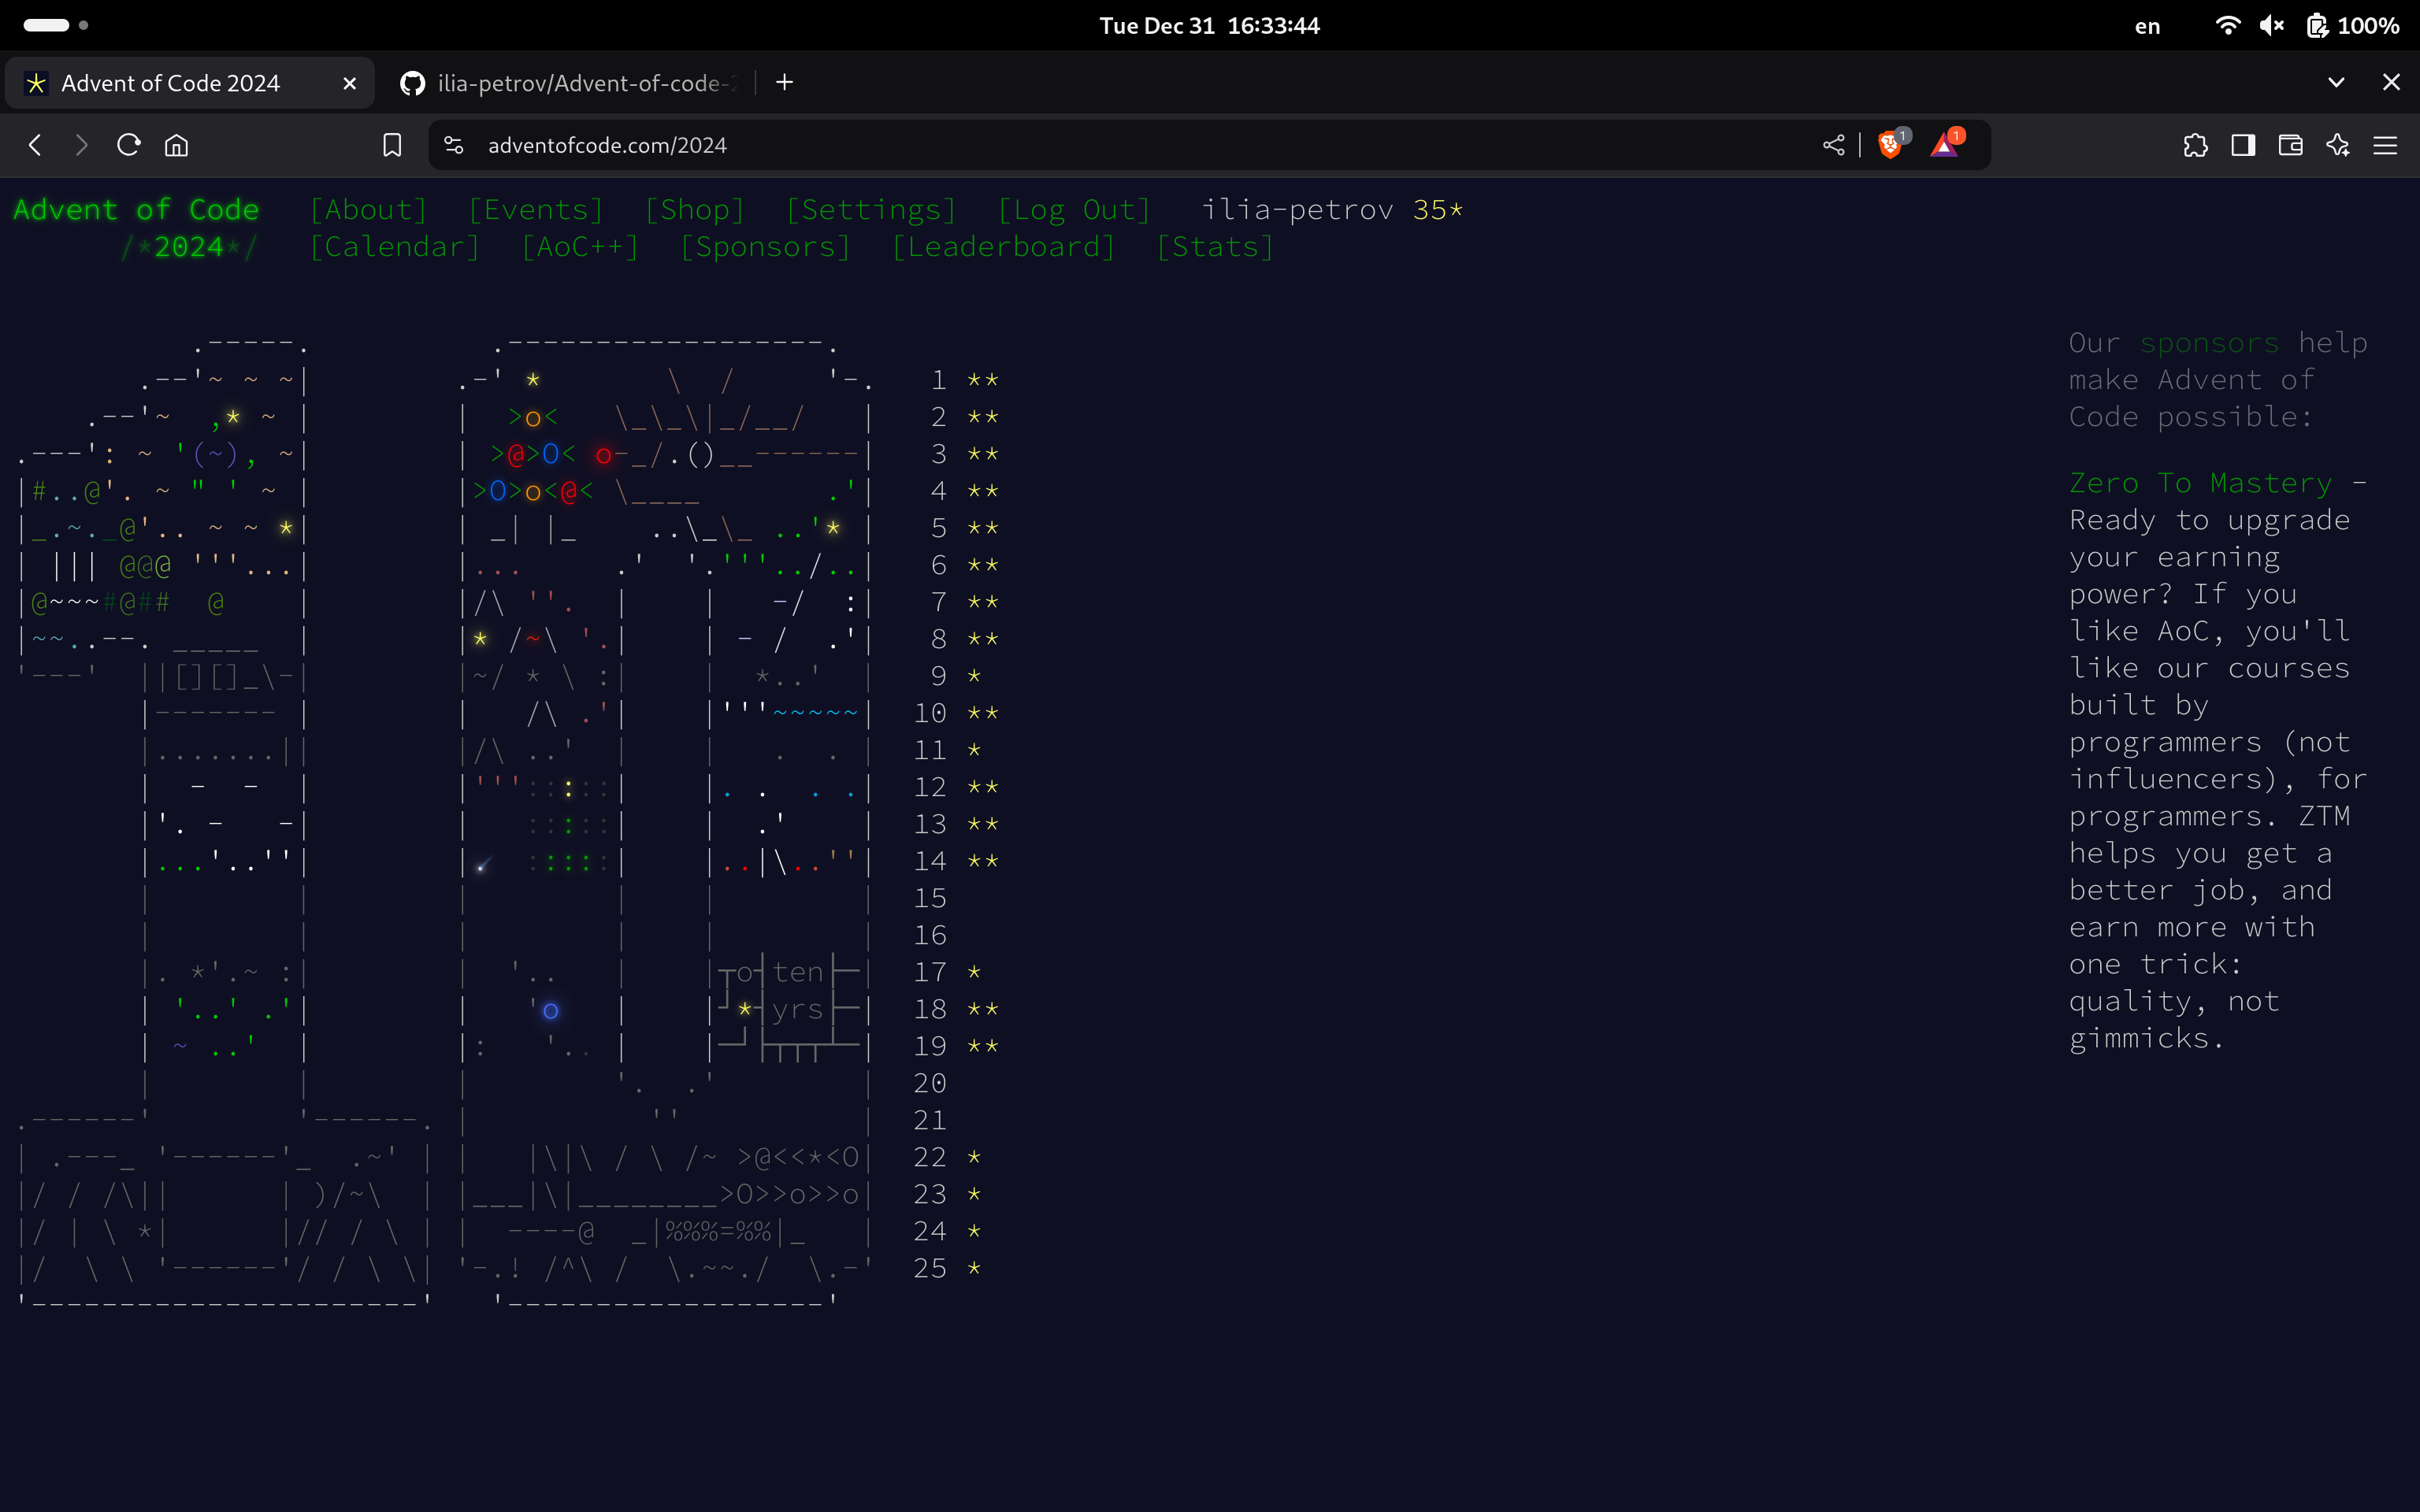 Tue Dec 31 16:33:44
en
100%
Advent of Code 2024
ilia-petrov/Advent-of-code-2
adventofcode.com/2024
1
1
Advent of Code [About] [Events] [Shop] [Settings] [Log Out] ilia-petrov 35*
/*2024*/ [Calendar] [AoC++] [Sponsors] [Leaderboard] [Stats]
1 **
2 **
3 **
4 **
5 **
6 **
7 **
8 **
9 *
10 **
11 *
12 **
13 **
14 **
15
16
ten 17 *
yrs 18 **
19 **
20
21
22 *
23 *
24 *
25 *
Our sponsors help
make Advent of
Code possible:
Zero To Mastery -
Ready to upgrade
your earning
power? If you
like AoC, you'll
like our courses
built by
programmers (not
influencers), for
programmers. ZTM
helps you get a
better job, and
earn more with
one trick:
quality, not
gimmicks.